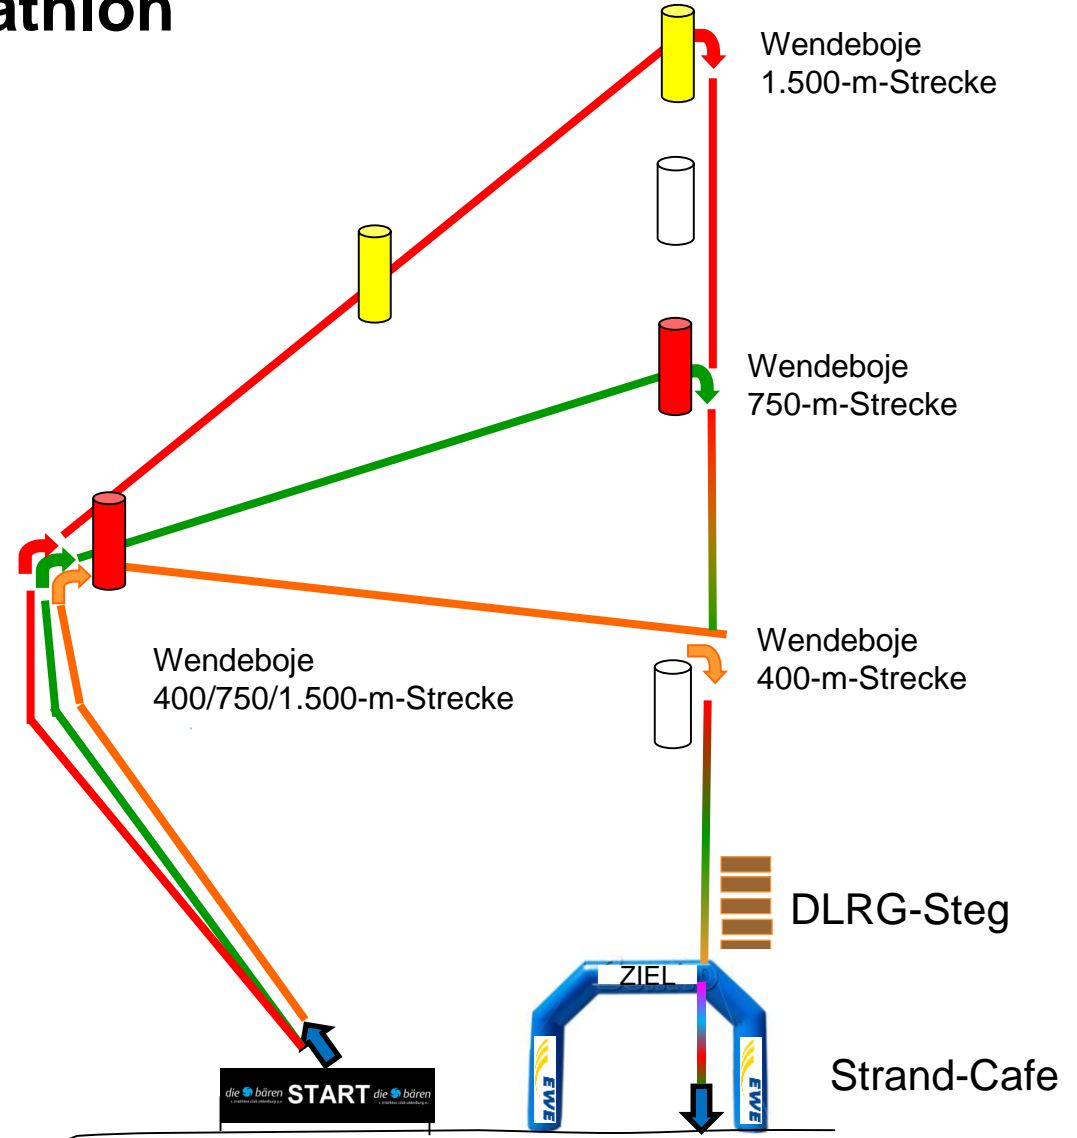 athlon
Wendeboje
1.500-m-Strecke
Wendeboje
750-m-Strecke
Wendeboje
400-m-Strecke
Wendeboje
400/750/1.500-m-Strecke
DLRG-Steg
ZIEL
Strand-Cafe
EWE
EWE
die bären START die bären